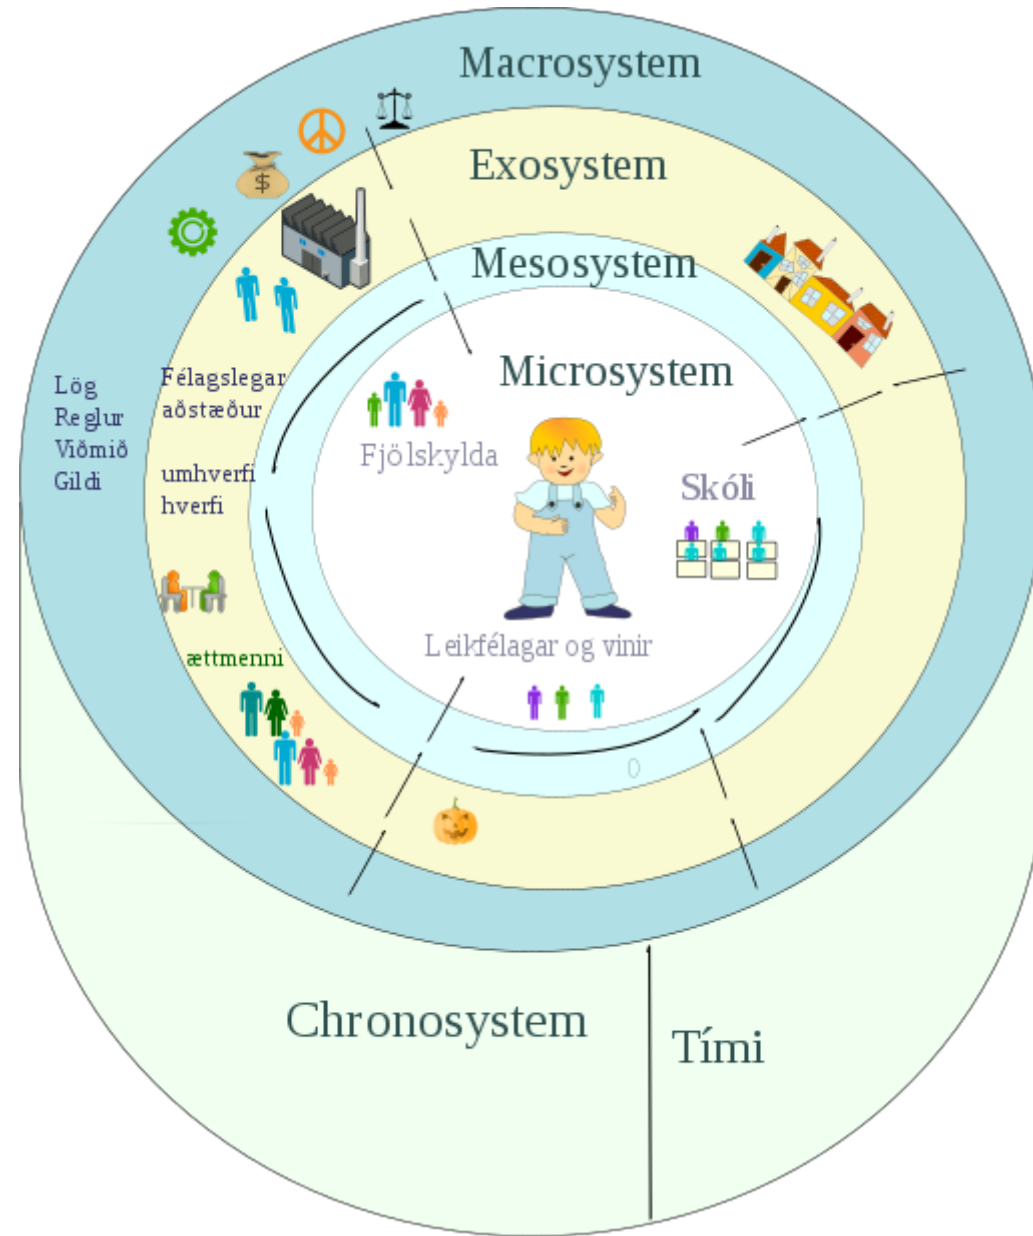 Macrosystem
Exosystem
Mesosystem
Microsystem
Lög
Reglur
Viðmið
Gildi
Félagslegar
aðstæður
umhverfi
hverfi
ættmenni
Fjölskylda
Skóli
Leikfélagar og vinir
$
0
Chronosystem
Tími